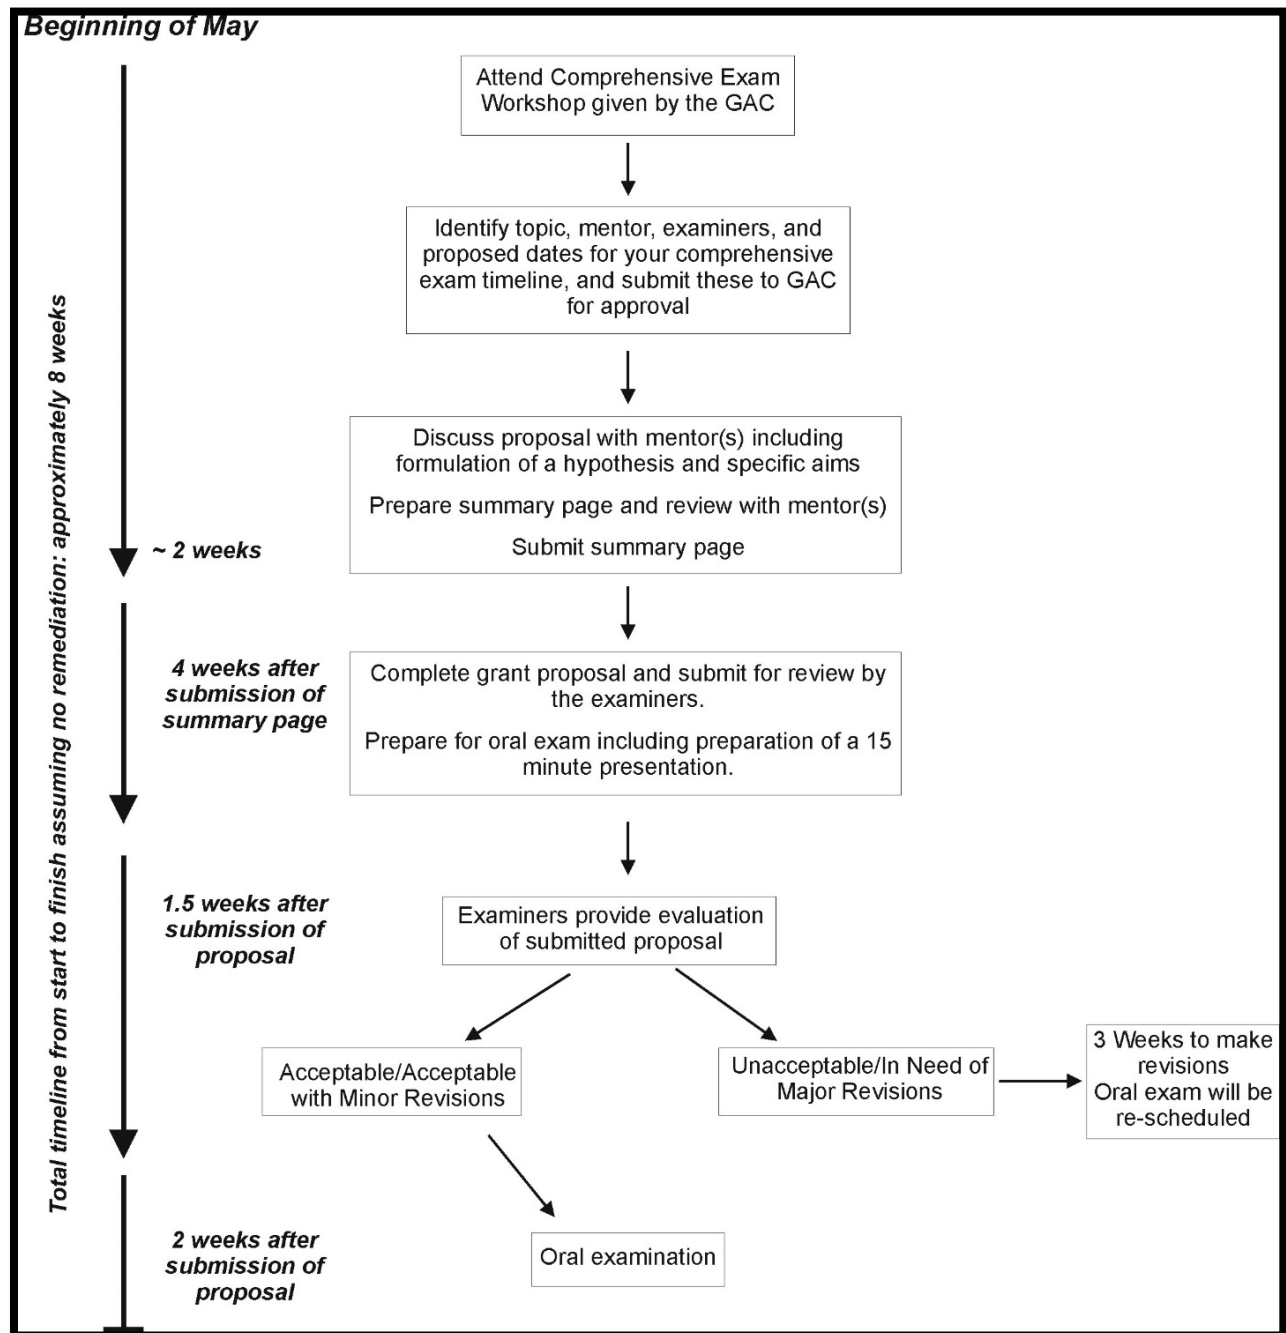 Beginning of May
Attend Comprehensive Exam
Workshop given by the GAC
Identify topic, mentor, examiners, and
proposed dates for your comprehensive
exam timeline, and submit these to GAC
for approval
Total timeline from start to finish assuming no remediation: approximately 8 weeks
Discuss proposal with mentor(s) including
formulation of a hypothesis and specific aims
Prepare summary page and review with mentor(s)
Submit summary page
~ 2 weeks
4 weeks after
submission of
summary page
Complete grant proposal and submit for review by
the examiners.
Prepare for oral exam including preparation of a 15
minute presentation.
1.5 weeks after
submission of
proposal
Examiners provide evaluation
of submitted proposal
Acceptable/Acceptable
with Minor Revisions
Unacceptable/In Need of
Major Revisions
3 Weeks to make
revisions
Oral exam will be
re-scheduled
2 weeks after
submission of
proposal
Oral examination